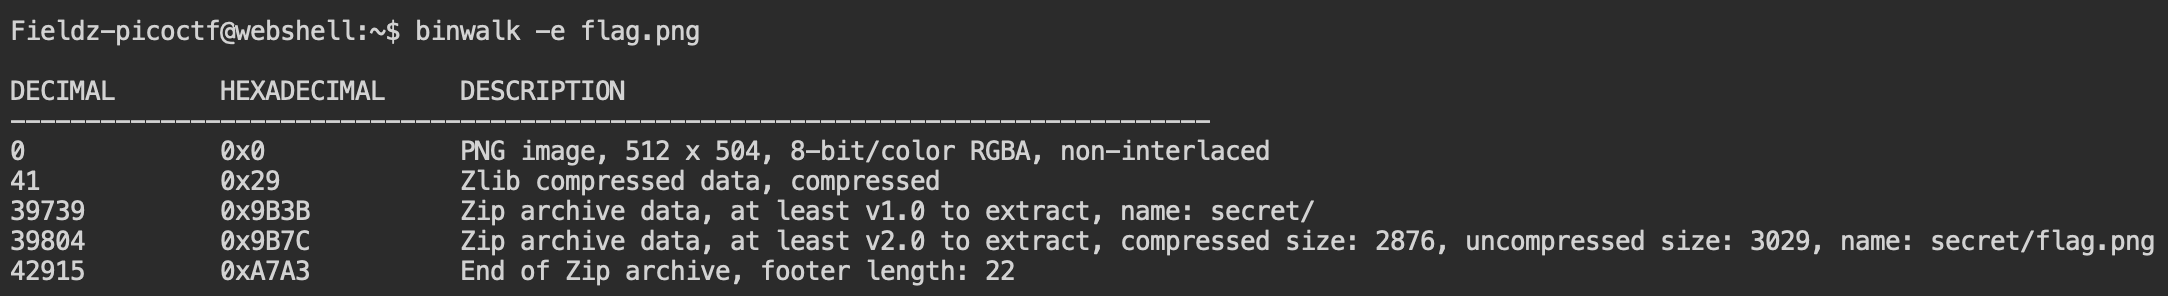 Fieldz-picoctf@webshell:~$ binwalk -e flag.png
DECIMAL       HEXADECIMAL     DESCRIPTION
--------------------------------------------------------------------------------
0             0x0             PNG image, 512 x 504, 8-bit/color RGBA, non-interlaced
41            0x29            Zlib compressed data, compressed
39739         0x9B3B          Zip archive data, at least v1.0 to extract, name: secret/
39804         0x9B7C          Zip archive data, at least v2.0 to extract, compressed size: 2876, uncompressed size: 3029, name: secret/flag.png
42915         0xA7A3          End of Zip archive, footer length: 22